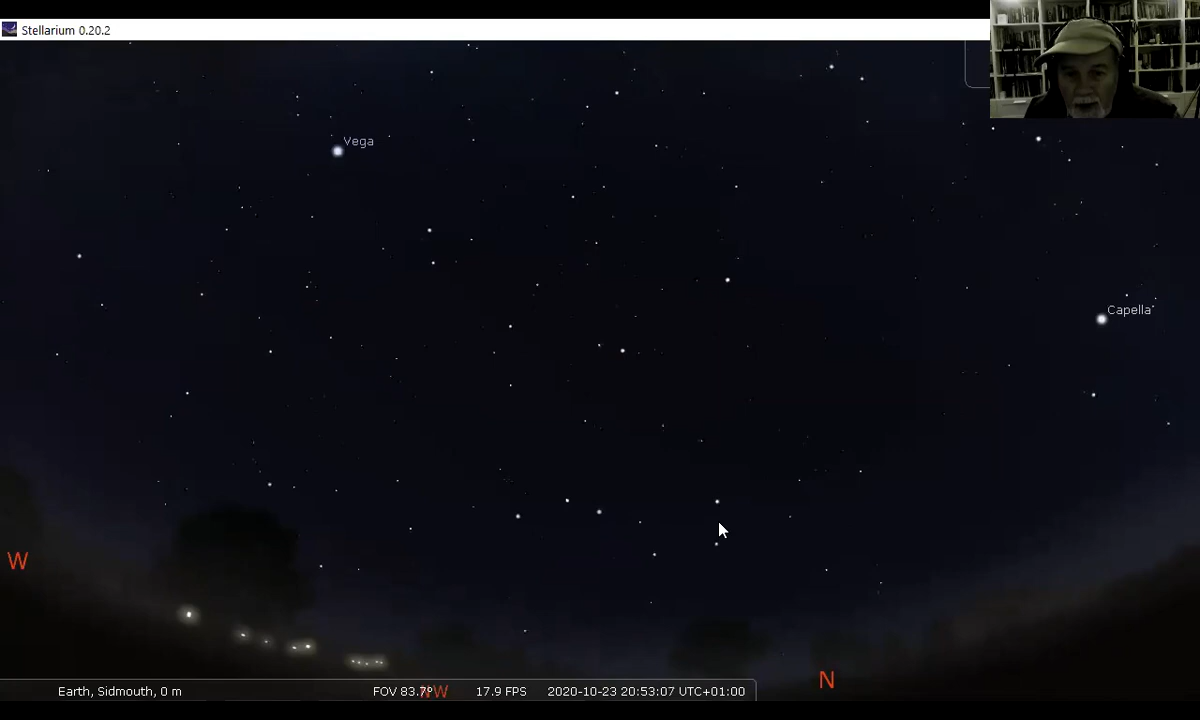 Stellarium 0.20.2
Vega
Capella
W
N
Earth, Sidmouth, 0 m
FOV 83.7°
NW
17.9 FPS
2020-10-23 20:53:07 UTC+01:00